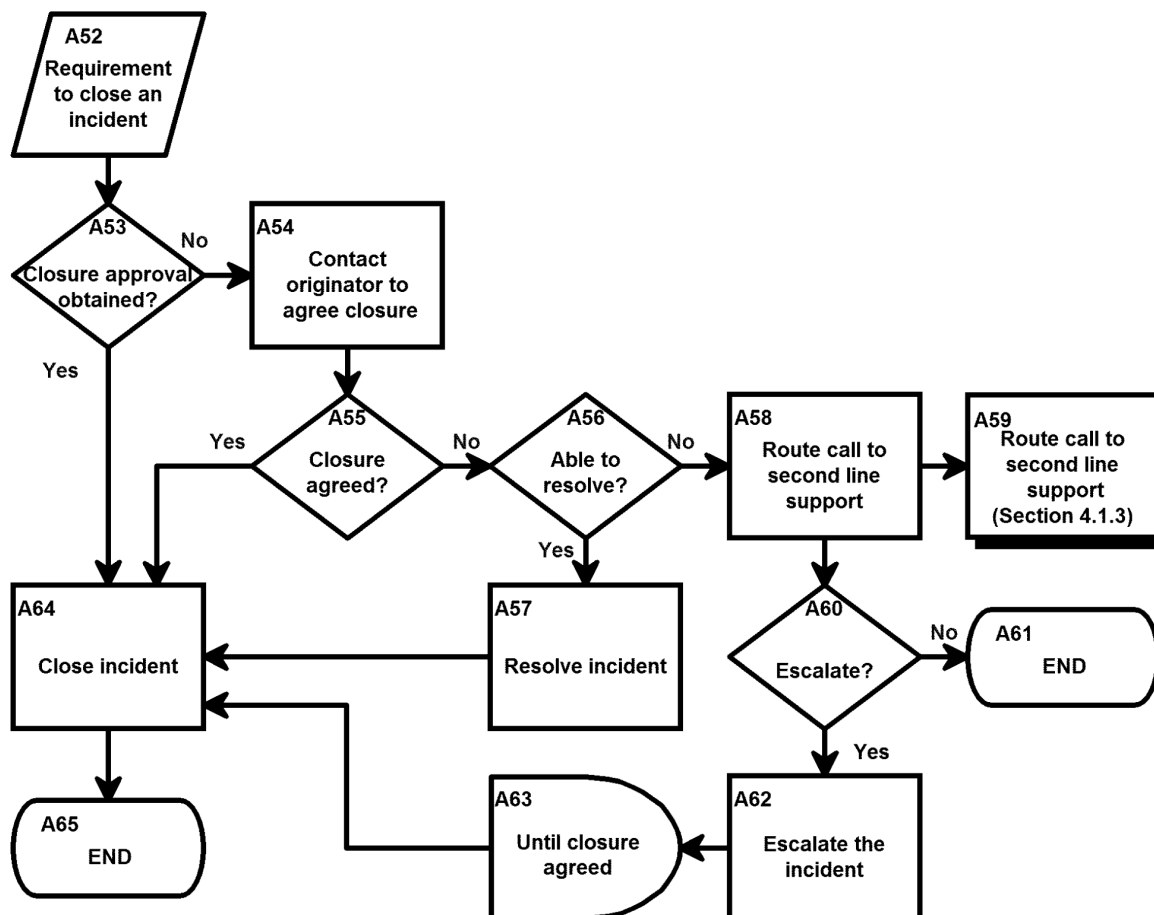 A52
Requirement
to close an
incident
A53
Closure approval
obtained?
No
Yes
A54
Contact
originator to
agree closure
A55
Closure
agreed?
Yes
No
A56
Able to
resolve?
No
Yes
A58
Route call to
second line
support
A59
Route call to
second line
support
(Section 4.1.3)
A64
Close incident
A57
Resolve incident
A60
Escalate?
No
Yes
A61
END
A65
END
A63
Until closure
agreed
A62
Escalate the
incident